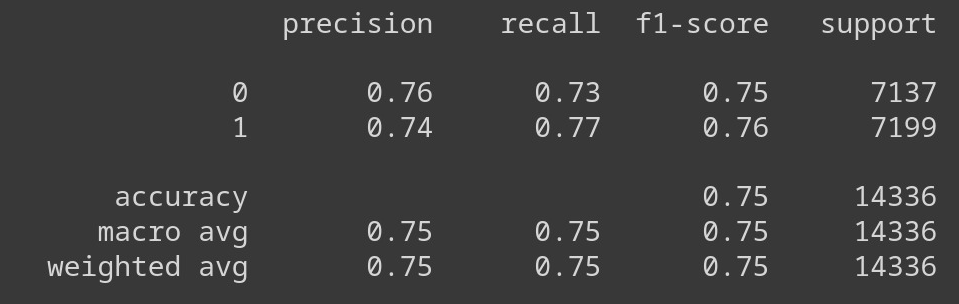 precision recall f1-score support
0 0.76 0.73 0.75 7137
1 0.74 0.77 0.76 7199
accuracy 0.75 14336
macro avg 0.75 0.75 0.75 14336
weighted avg 0.75 0.75 0.75 14336